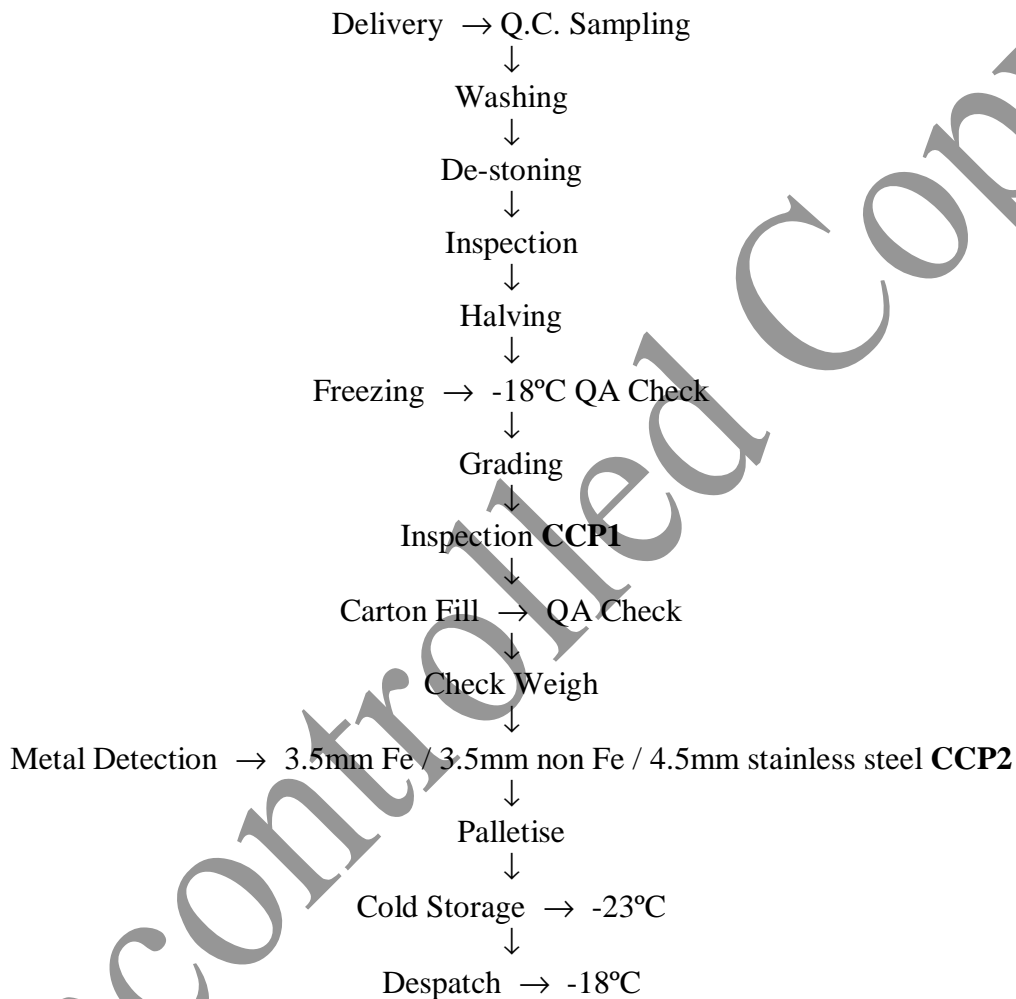 Delivery → Q.C. Sampling
↓
Washing
↓
De-stoning
↓
Inspection
↓
Halving
↓
Freezing → -18ºC QA Check
↓
Grading
↓
Inspection CCP1
↓
Carton Fill → QA Check
↓
Check Weigh
↓
Metal Detection → 3.5mm Fe / 3.5mm non Fe / 4.5mm stainless steel CCP2
↓
Palletise
↓
Cold Storage → -23ºC
↓
Despatch → -18ºC
controlled Cop